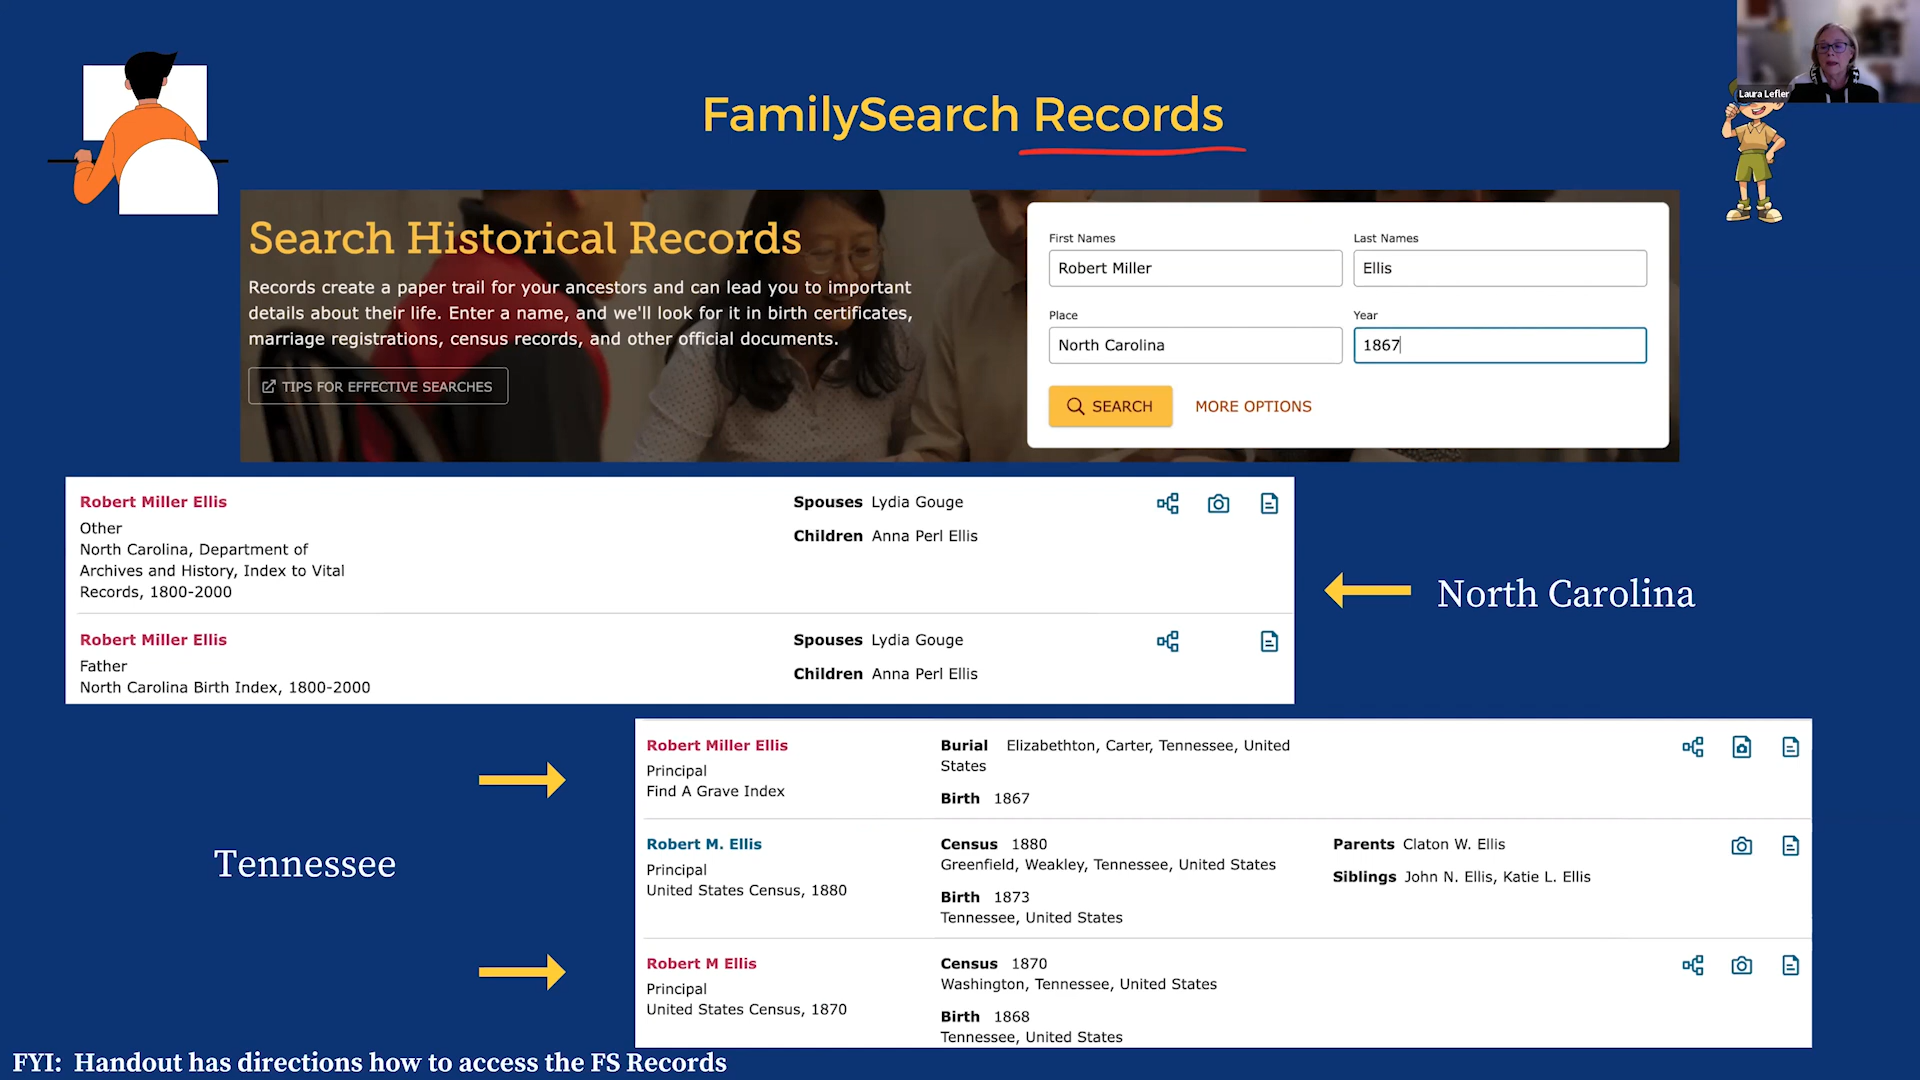 Laura Lefler
FamilySearch Records
Search Historical Records
Records create a paper trail for your ancestors and can lead you to important
details about their life. Enter a name, and we'll look for it in birth certificates,
marriage registrations, census records, and other official documents.
TIPS FOR EFFECTIVE SEARCHES
First Names
Last Names
Robert Miller
Ellis
Place
Year
North Carolina
1867
SEARCH
MORE OPTIONS
Robert Miller Ellis
Other
North Carolina, Department of
Archives and History, Index to Vital
Records, 1800-2000
Spouses Lydia Gouge
Children Anna Perl Ellis
Robert Miller Ellis
Father
North Carolina Birth Index, 1800-2000
Spouses Lydia Gouge
Children Anna Perl Ellis
North Carolina
Tennessee
Robert Miller Ellis
Principal
Find A Grave Index
Burial Elizabethton, Carter, Tennessee, United
States
Birth 1867
Robert M. Ellis
Principal
United States Census, 1880
Census 1880
Greenfield, Weakley, Tennessee, United States
Birth 1873
Tennessee, United States
Parents Claton W. Ellis
Siblings John N. Ellis, Katie L. Ellis
Robert M Ellis
Principal
United States Census, 1870
Census 1870
Washington, Tennessee, United States
Birth 1868
Tennessee, United States
FYI: Handout has directions how to access the FS Records